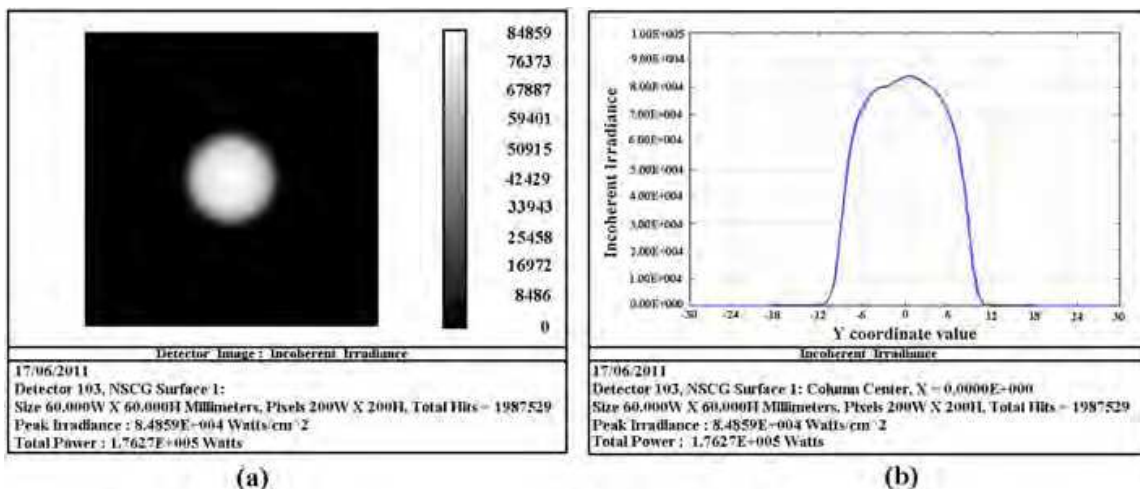 84859
76373
67887
59401
50915
42429
33943
25458
16972
8486
0
Detector Image : Incoherent Irradiance
17/06/2011
Detector 103, NSCG Surface 1:
Size 60.000W X 60.000H Millimeters, Pixels 200W X 200H, Total Hits = 1987529
Peak Irradiance : 8.4859E+004 Watts/cm^2
Total Power : 1.7627E+005 Watts
(a)
Incoherent Irradiance
1.00E+005
9.00E+004
8.00E+004
6.00E+004
5.00E+004
4.00E+004
3.00E+004
2.00E+004
1.00E+004
0.00E+000
-30 -24 -18 -12 -6 0 6 12 18 24 30
Y coordinate value
Incoherent Irradiance
17/06/2011
Detector 103, NSCG Surface 1: Column Center, X = 0,0000E+000
Size 60.000W X 60.000H Millimeters, Pixels 200W X 200H, Total Hits = 1987529
Peak Irradiance : 8.4859E+004 Watts/cm^2
Total Power : 1.7627E+005 Watts
(b)